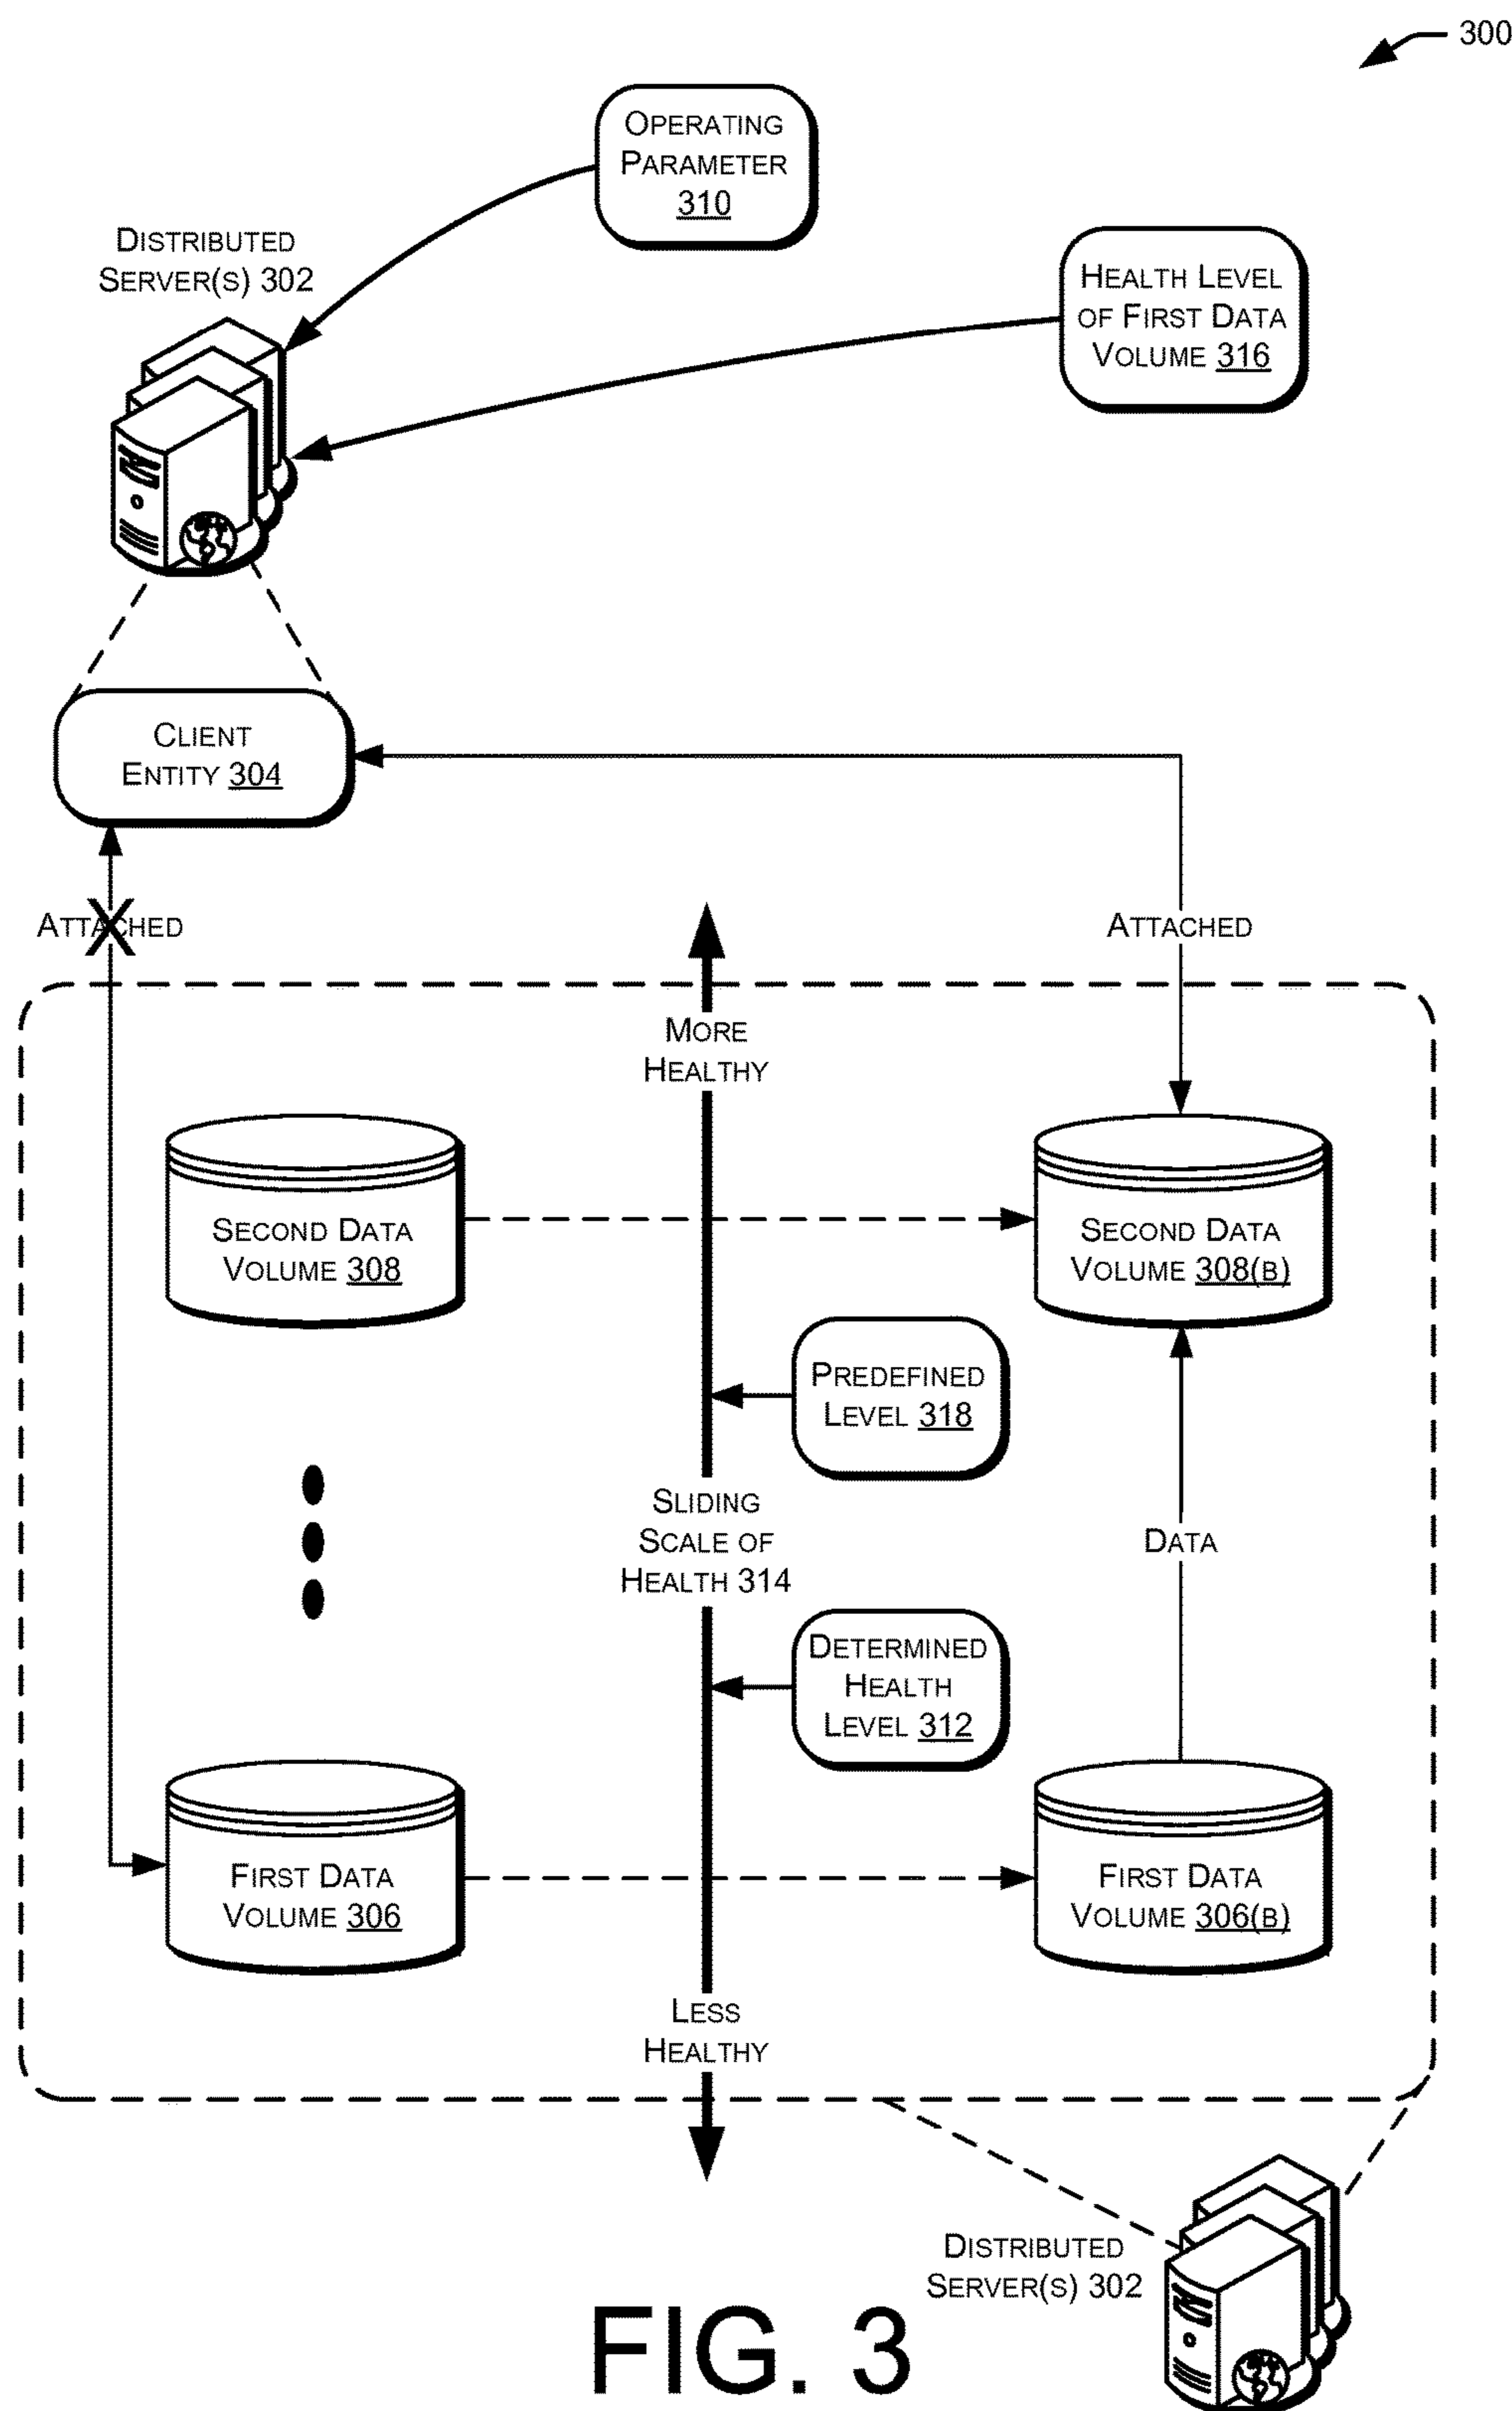 300
OPERATING
PARAMETER
310
DISTRIBUTED
SERVER(S) 302
HEALTH LEVEL
OF FIRST DATA
VOLUME 316
CLIENT
ENTITY 304
ATTACHED
ATTACHED
MORE
HEALTHY
SECOND DATA
VOLUME 308
SECOND DATA
VOLUME 308(B)
PREDEFINED
LEVEL 318
SLIDING
SCALE OF
HEALTH 314
DATA
DETERMINED
HEALTH
LEVEL 312
FIRST DATA
VOLUME 306
FIRST DATA
VOLUME 306(B)
LESS
HEALTHY
DISTRIBUTED
SERVER(S) 302
FIG. 3